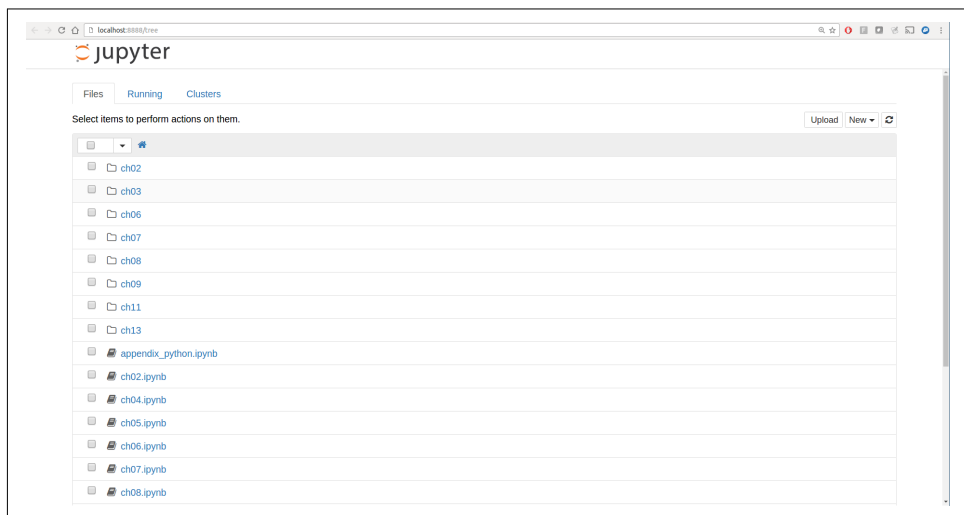 localhost:8888/tree
jupyter
Files Running Clusters
Select items to perform actions on them.
Upload New
ch02
ch03
ch06
ch07
ch08
ch09
ch11
ch13
appendix_python.ipynb
ch02.ipynb
ch04.ipynb
ch05.ipynb
ch06.ipynb
ch07.ipynb
ch08.ipynb